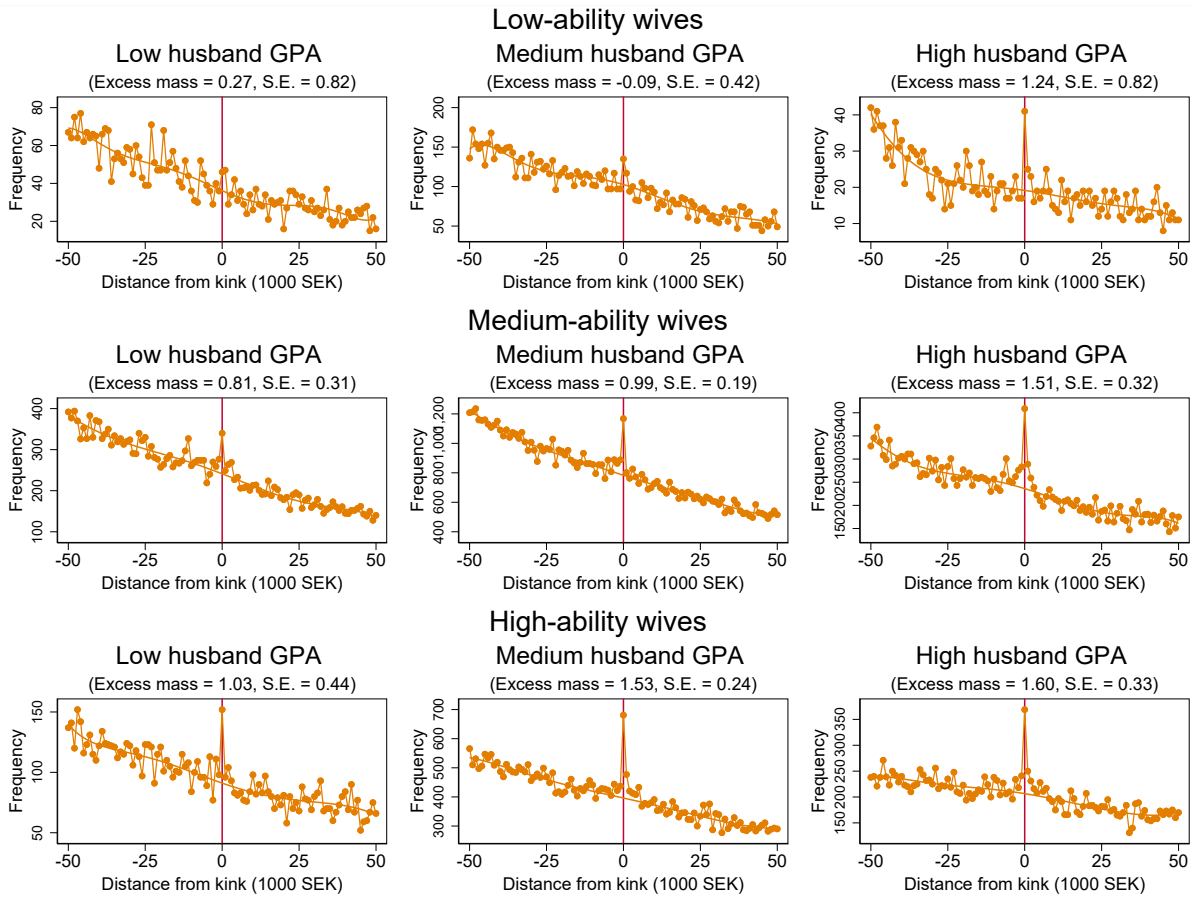 Low-ability wives
Low husband GPA
(Excess mass = 0.27, S.E. = 0.82)
Frequency
80
60
40
20
-50 -25 0 25 50
Distance from kink (1000 SEK)
Medium husband GPA
(Excess mass = -0.09, S.E. = 0.42)
Frequency
200
150
100
50
-50 -25 0 25 50
Distance from kink (1000 SEK)
High husband GPA
(Excess mass = 1.24, S.E. = 0.82)
Frequency
40
30
20
10
-50 -25 0 25 50
Distance from kink (1000 SEK)
Medium-ability wives
Low husband GPA
(Excess mass = 0.81, S.E. = 0.31)
Frequency
400
300
200
100
-50 -25 0 25 50
Distance from kink (1000 SEK)
Medium husband GPA
(Excess mass = 0.99, S.E. = 0.19)
Frequency
1,200
1,000
800
600
400
-50 -25 0 25 50
Distance from kink (1000 SEK)
High husband GPA
(Excess mass = 1.51, S.E. = 0.32)
Frequency
400
350
300
250
200
150
-50 -25 0 25 50
Distance from kink (1000 SEK)
High-ability wives
Low husband GPA
(Excess mass = 1.03, S.E. = 0.44)
Frequency
150
100
50
-50 -25 0 25 50
Distance from kink (1000 SEK)
Medium husband GPA
(Excess mass = 1.53, S.E. = 0.24)
Frequency
700
600
500
400
300
-50 -25 0 25 50
Distance from kink (1000 SEK)
High husband GPA
(Excess mass = 1.60, S.E. = 0.33)
Frequency
350
300
250
200
150
-50 -25 0 25 50
Distance from kink (1000 SEK)